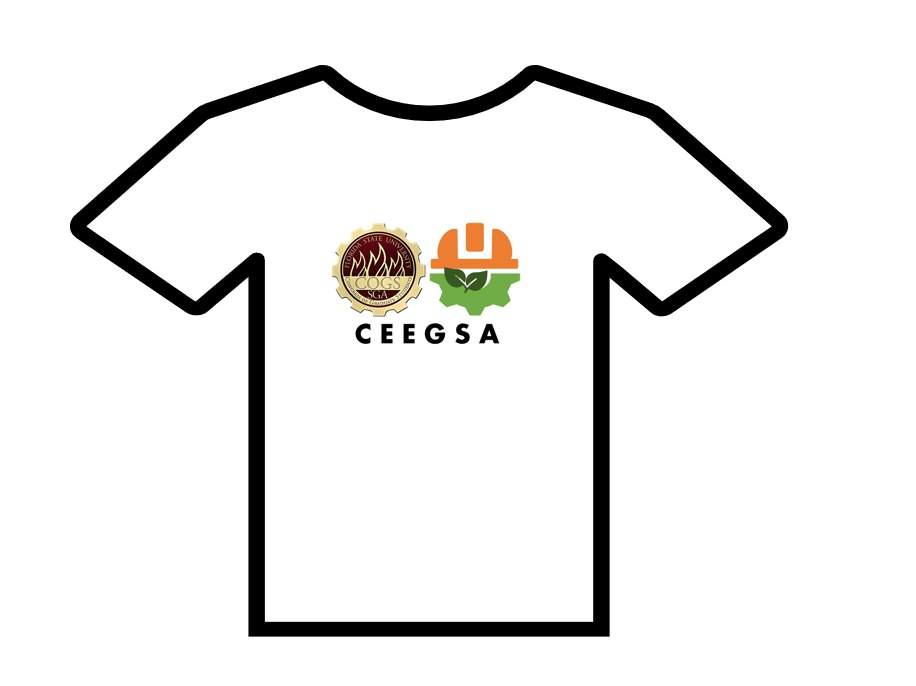 FLORIDA STATE UNIVERSITY
COGS
SGA
CEEGSA